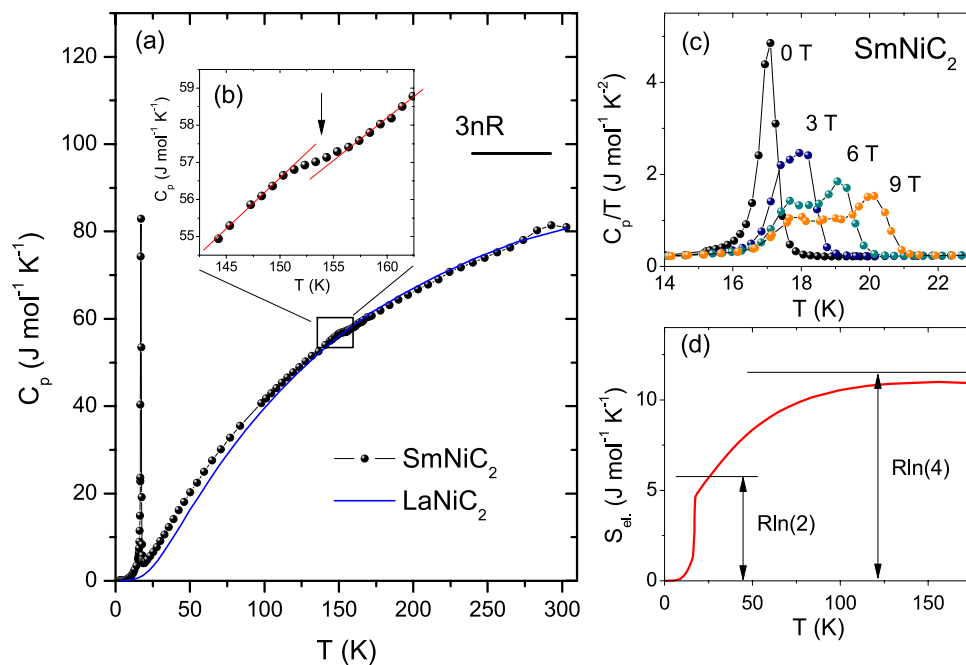 (a)
130
120
100
80
60
40
20
0
C_p (J mol⁻¹ K⁻¹)
0 50 100 150 200 250 300
T (K)
3nR
SmNiC₂
LaNiC₂
(b)
59
58
57
56
55
C_p (J mol⁻¹ K⁻¹)
145 150 155 160
T (K)
(c)
SmNiC₂
0 T
3 T
6 T
9 T
4
2
0
C_p/T (J mol⁻¹ K⁻²)
14 16 18 20 22
T (K)
(d)
10
5
0
S_el. (J mol⁻¹ K⁻¹)
Rln(4)
Rln(2)
0 50 100 150
T (K)